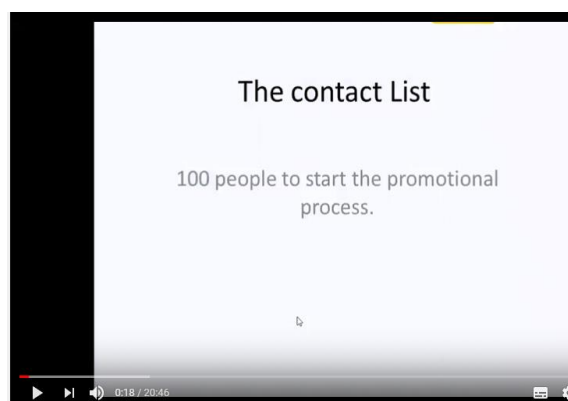 The contact List
100 people to start the promotional
process.
0:18 / 20:46